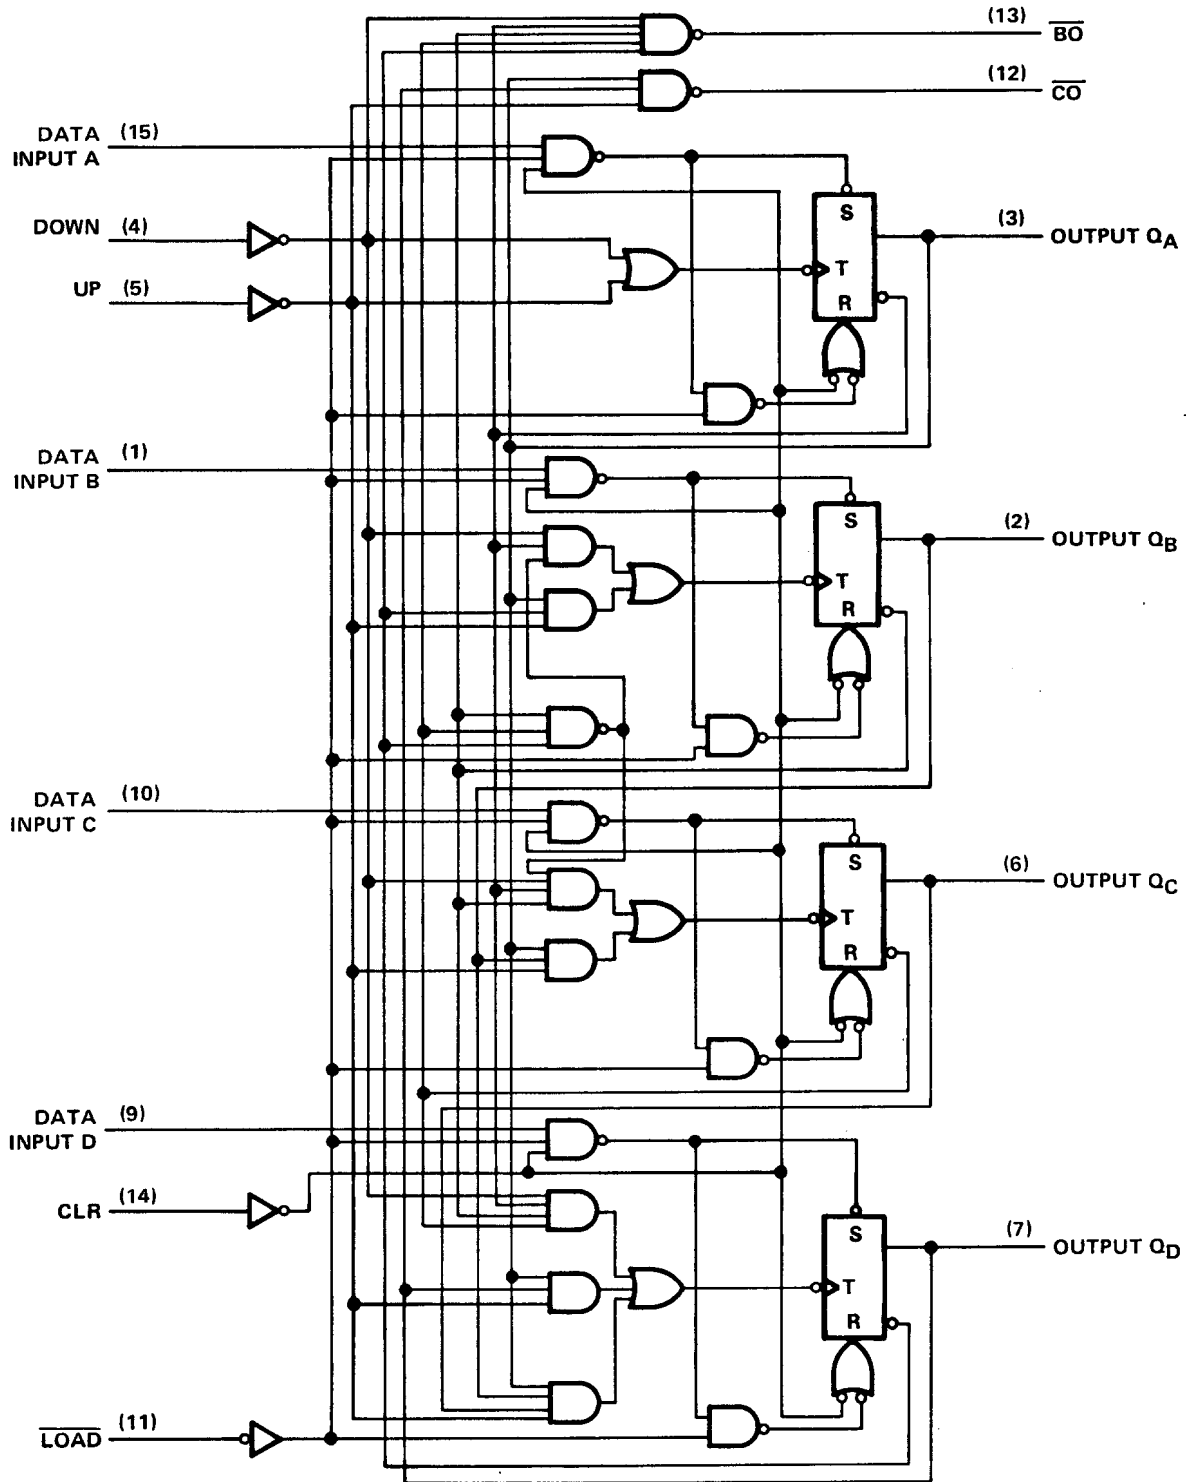 (13) BO
(12) CO
DATA (15)
INPUT A
S
DOWN (4)
(3) OUTPUT QA
T
UP (5)
R
DATA (1)
INPUT B
S
(2) OUTPUT QB
T
R
DATA (10)
INPUT C
S
(6) OUTPUT QC
T
R
DATA (9)
INPUT D
CLR (14)
S
(7) OUTPUT QD
T
R
LOAD (11)